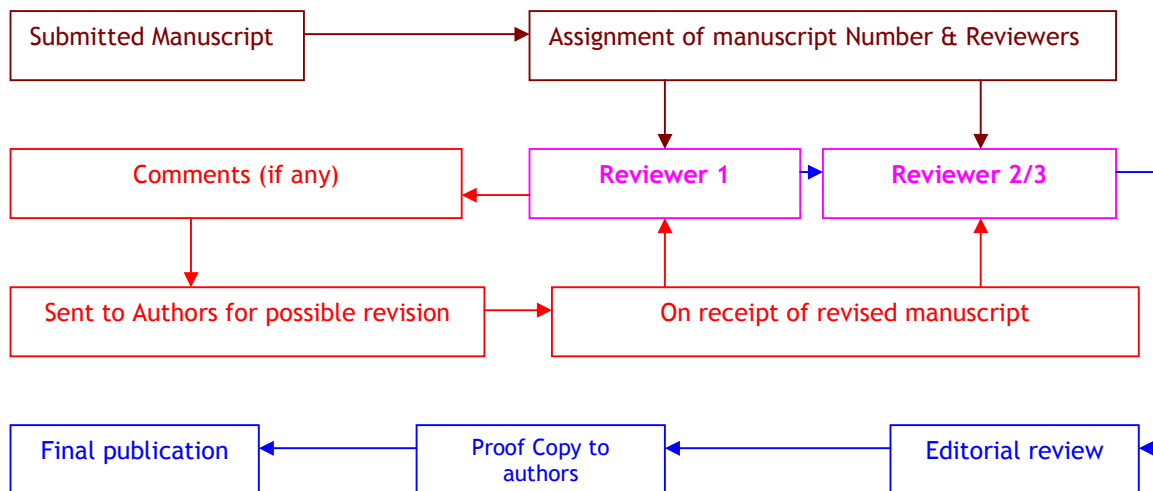 Submitted Manuscript
Assignment of manuscript Number & Reviewers
Comments (if any)
Reviewer 1
Reviewer 2/3
Sent to Authors for possible revision
On receipt of revised manuscript
Final publication
Proof Copy to
authors
Editorial review